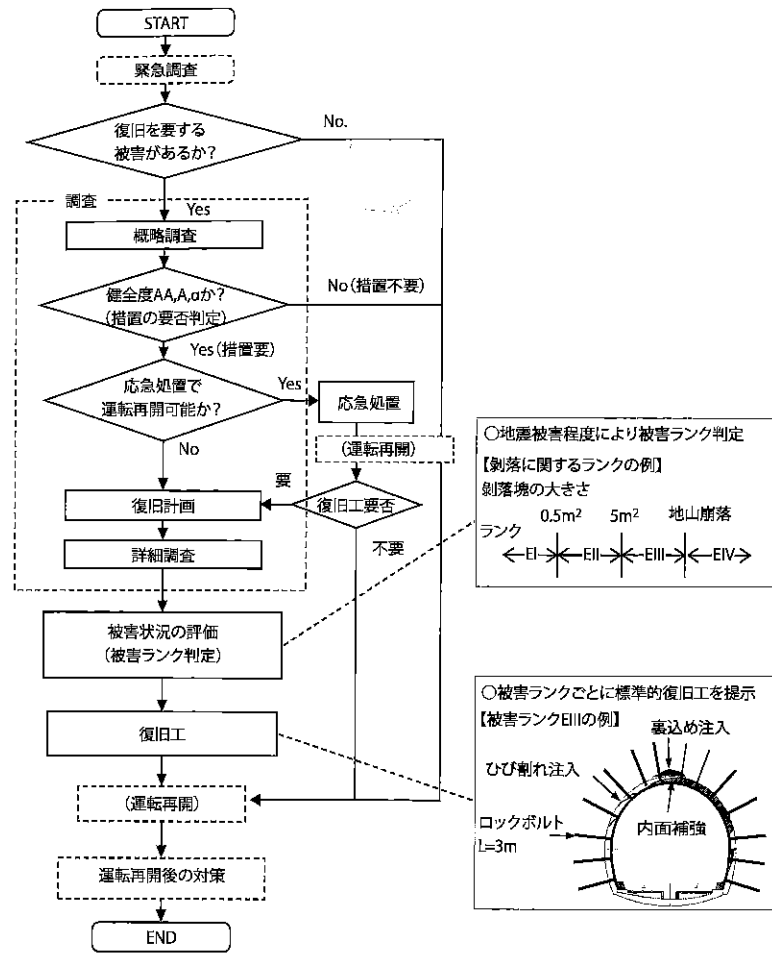 START
緊急調査
復旧を要する
被害があるか？
No.
調査
Yes
概略調査
健全度AA,A,αか？
(措置の要否判定)
No(措置不要)
Yes(措置要)
応急処置で
運転再開可能か？
Yes
応急処置
(運転再開)
No
復旧工要否
要
不要
復旧計画
詳細調査
被害状況の評価
(被害ランク判定)
復旧工
(運転再開)
運転再開後の対策
END
○地震被害程度により被害ランク判定
【剝落に関するランクの例】
剝落塊の大きさ
0.5m² 5m² 地山崩落
ランク
EI EII EIII EIV
○被害ランクごとに標準的復旧工を提示
【被害ランクEIIIの例】
裏込め注入
ひび割れ注入
ロックボルト
L=3m
内面補強